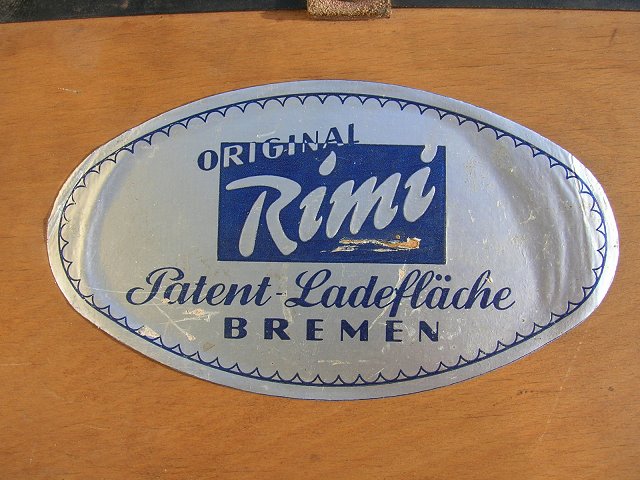 ORIGINAL
Rimi
Patent-Ladefläche
BREMEN